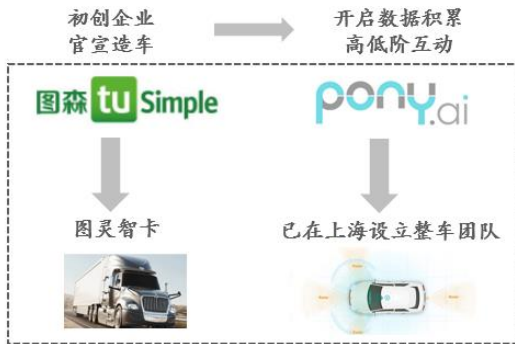 初创企业
官宣造车
开启数据积累
高低阶互动
图森 tu Simple
pony.ai
图灵智卡
已在上海设立整车团队